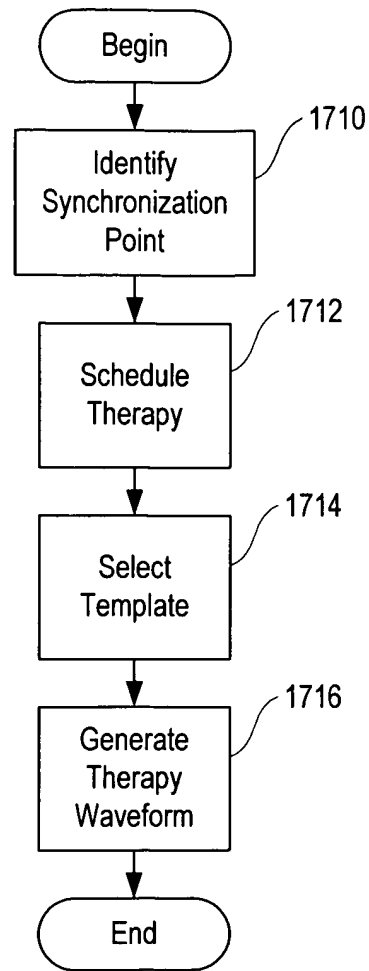 Begin
1710
Identify
Synchronization
Point
1712
Schedule
Therapy
1714
Select
Template
1716
Generate
Therapy
Waveform
End